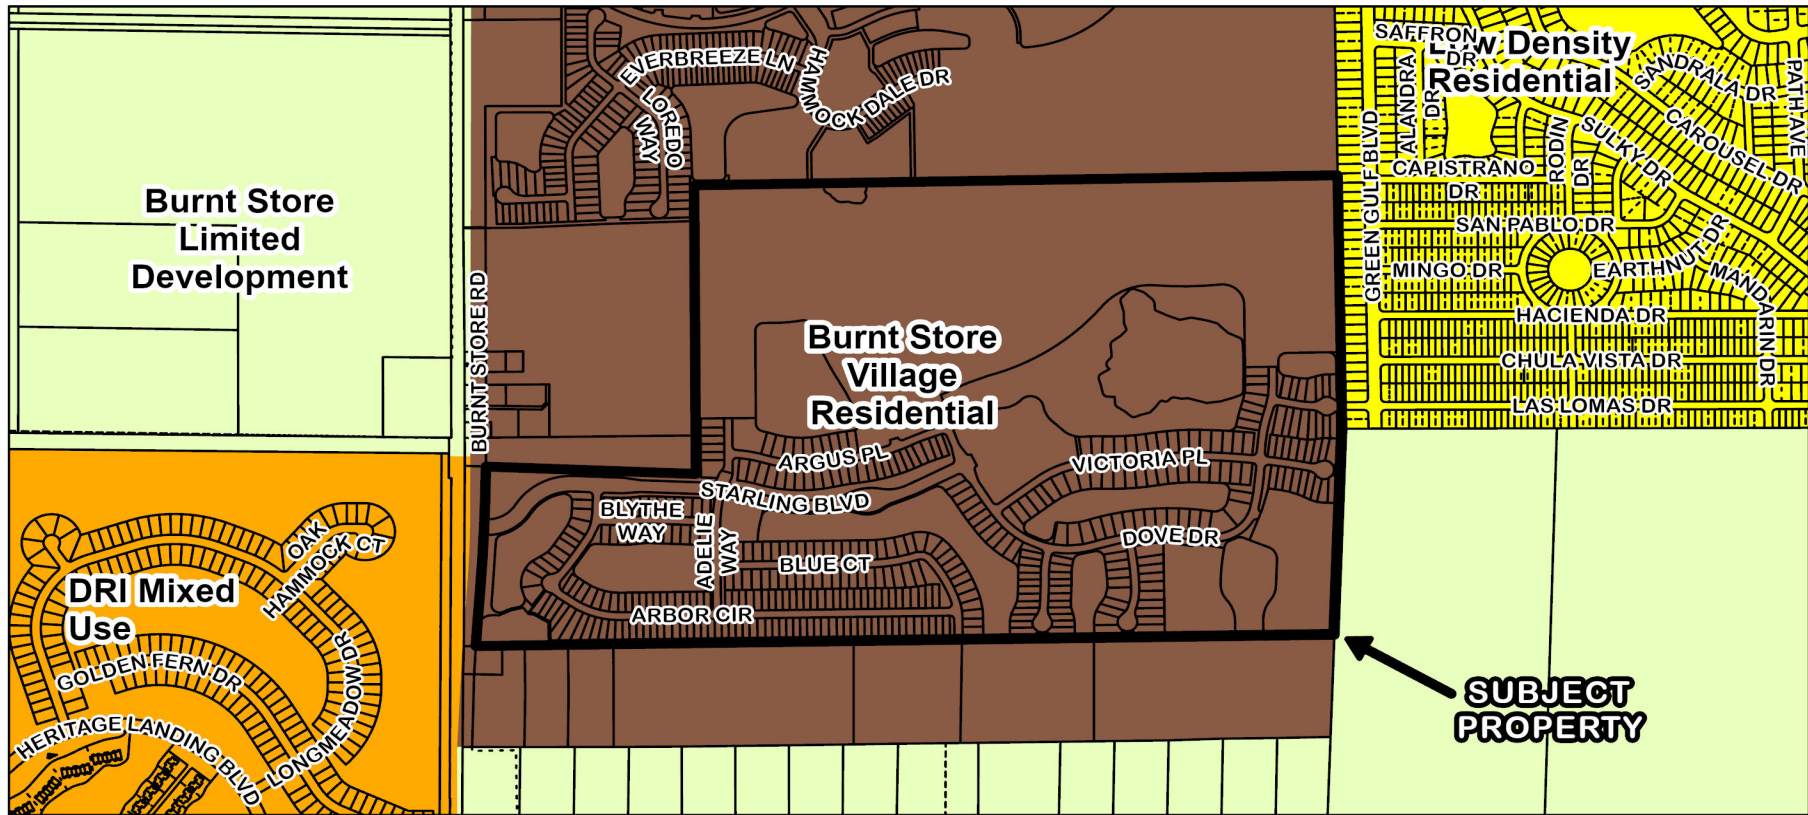 SAFFRON
DR
Low Density
Residential
SANDRALA DR
PATH AVE
EVERBREEZE LN
HAMMOCK DALE DR
LOREDO
WAY
ALANDRA
DR
GREEN GULF BLVD
RODIN
DR
SULKY DR
CAROUSEL DR
CAPISTRANO
DR
SAN PABLO DR
MINGO DR
EARTHNUT DR
MANDARIN DR
HACIENDA DR
CHULA VISTA DR
LAS LOMAS DR
Burnt Store
Limited
Development
BURNT STORE RD
Burnt Store
Village
Residential
ARGUS PL
VICTORIA PL
STARLING BLVD
BLYTHE
WAY
ADELIE
WAY
BLUE CT
DOVE DR
ARBOR CIR
OAK
HAMMOCK CT
DRI Mixed
Use
GOLDEN FERN DR
LONGMEADOW DR
HERITAGE LANDING BLVD
SUBJECT
PROPERTY